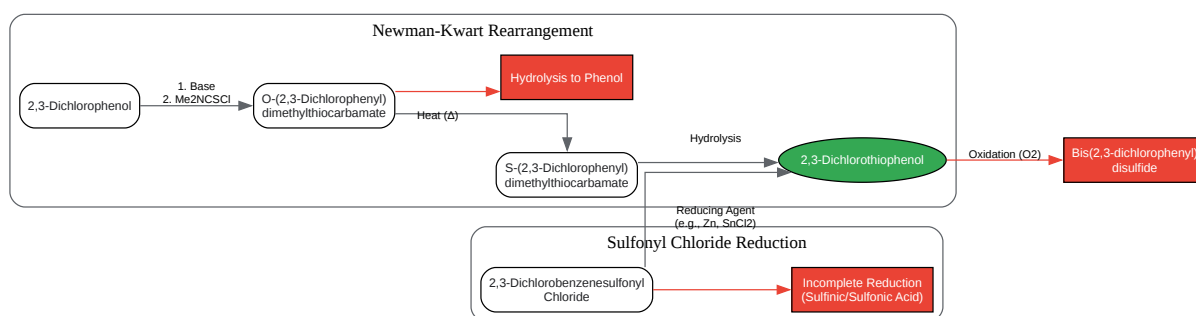 Newman-Kwart Rearrangement
2,3-Dichlorophenol
1. Base
2. Me2NCSCl
O-(2,3-Dichlorophenyl)
dimethylthiocarbamate
Hydrolysis to Phenol
Heat (Δ)
S-(2,3-Dichlorophenyl)
dimethylthiocarbamate
Hydrolysis
2,3-Dichlorothiophenol
Oxidation (O2)
Bis(2,3-dichlorophenyl)
disulfide
Reducing Agent
(e.g., Zn, SnCl2)
Sulfonyl Chloride Reduction
2,3-Dichlorobenzenesulfonyl
Chloride
Incomplete Reduction
(Sulfinic/Sulfonic Acid)